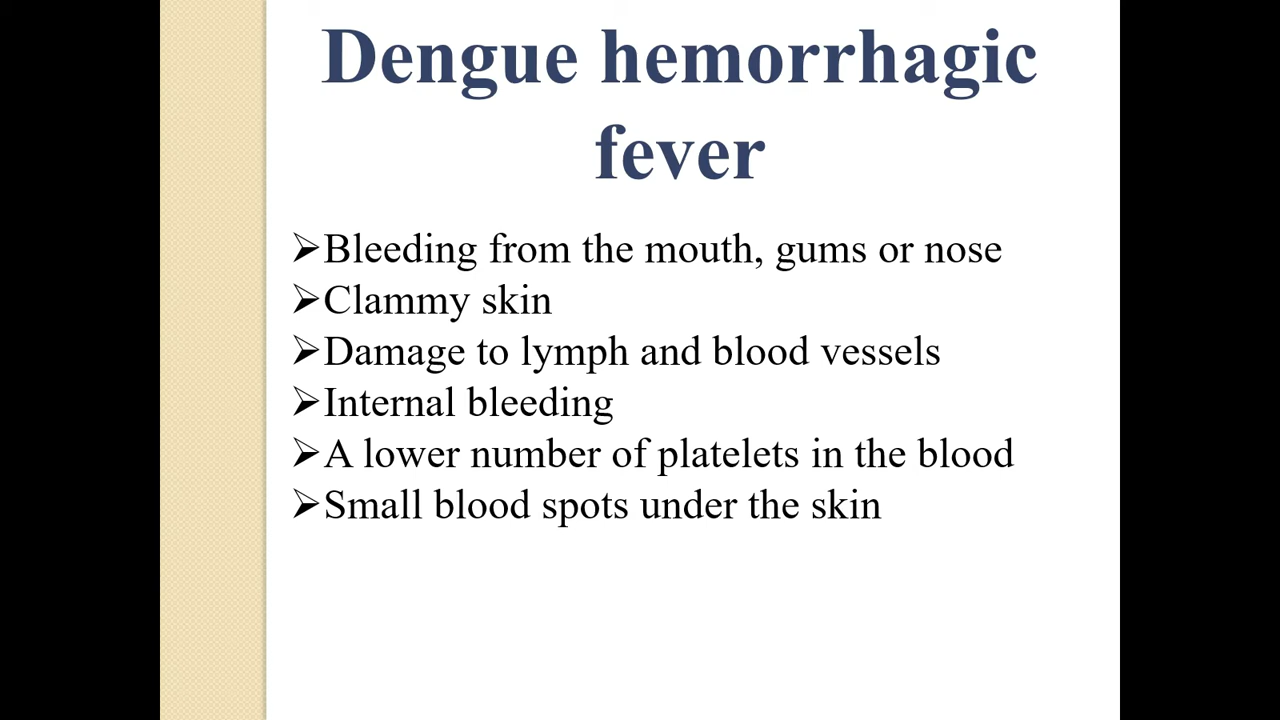 Dengue hemorrhagic
fever
➢Bleeding from the mouth, gums or nose
➢Clammy skin
➢Damage to lymph and blood vessels
➢Internal bleeding
➢A lower number of platelets in the blood
➢Small blood spots under the skin